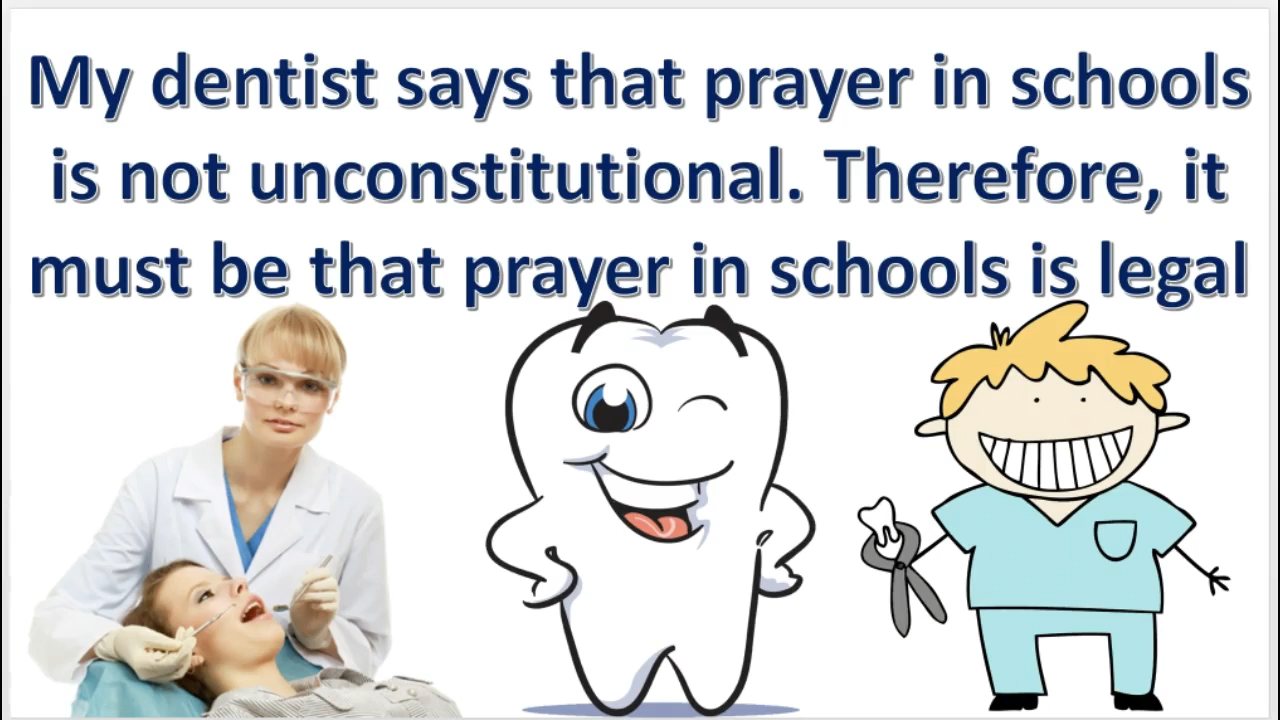 My dentist says that prayer in schools
is not unconstitutional. Therefore, it
must be that prayer in schools is legal